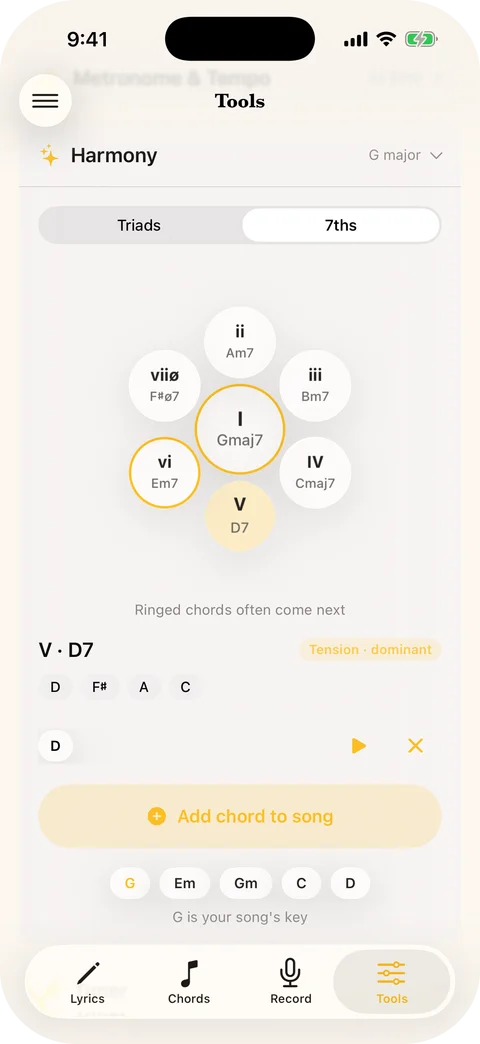 9:41
Metronome & Tempo
Tools
Harmony
G major
Triads
7ths
ii
Am7
viiø
F#ø7
iii
Bm7
I
Gmaj7
vi
Em7
IV
Cmaj7
V
D7
Ringed chords often come next
V · D7
Tension · dominant
D F# A C
D
Add chord to song
G Em Gm C D
G is your song's key
Lyrics Chords Record Tools